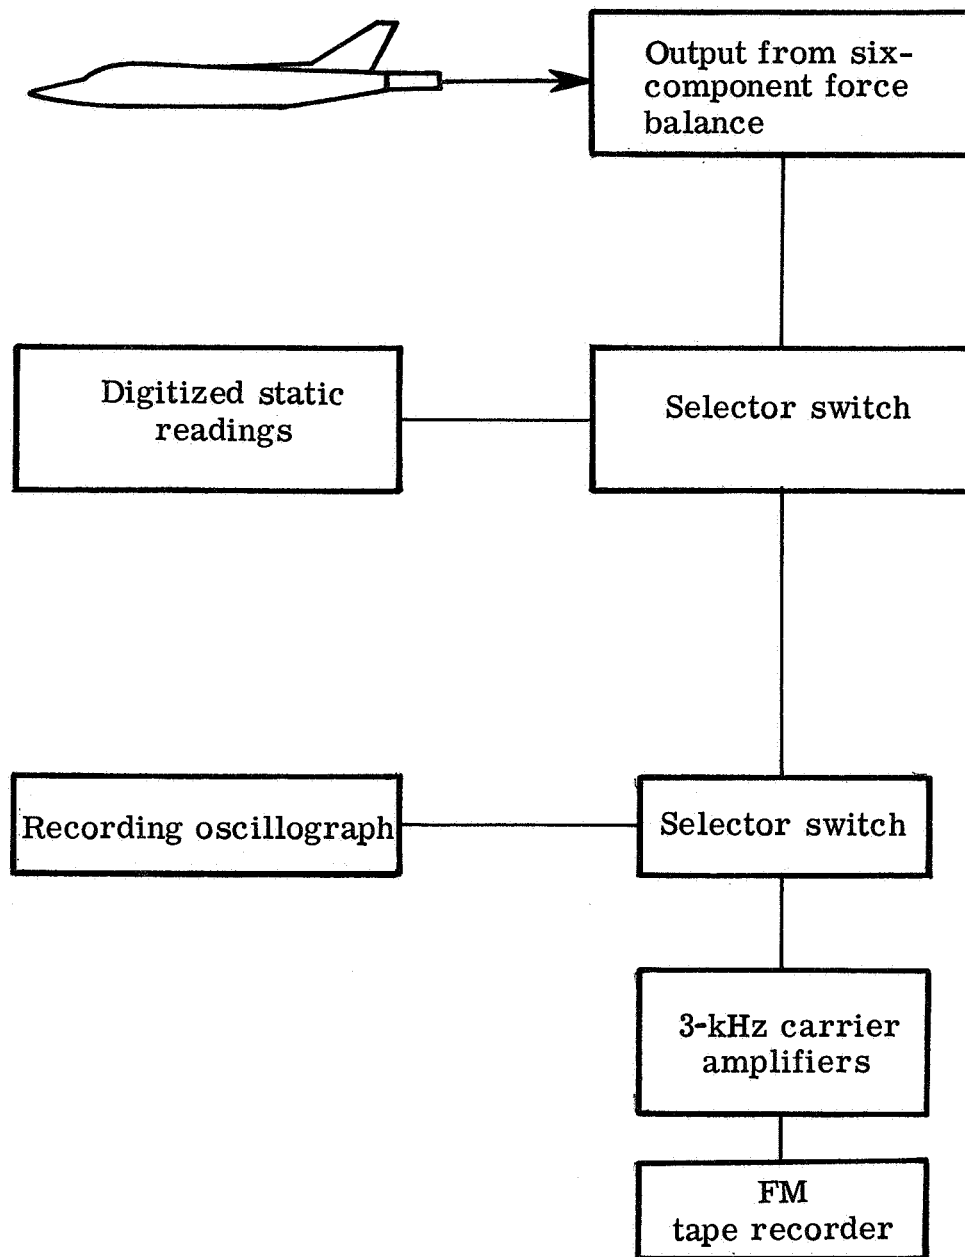 Output from six-
component force
balance
Digitized static
readings
Selector switch
Recording oscillograph
Selector switch
3-kHz carrier
amplifiers
FM
tape recorder